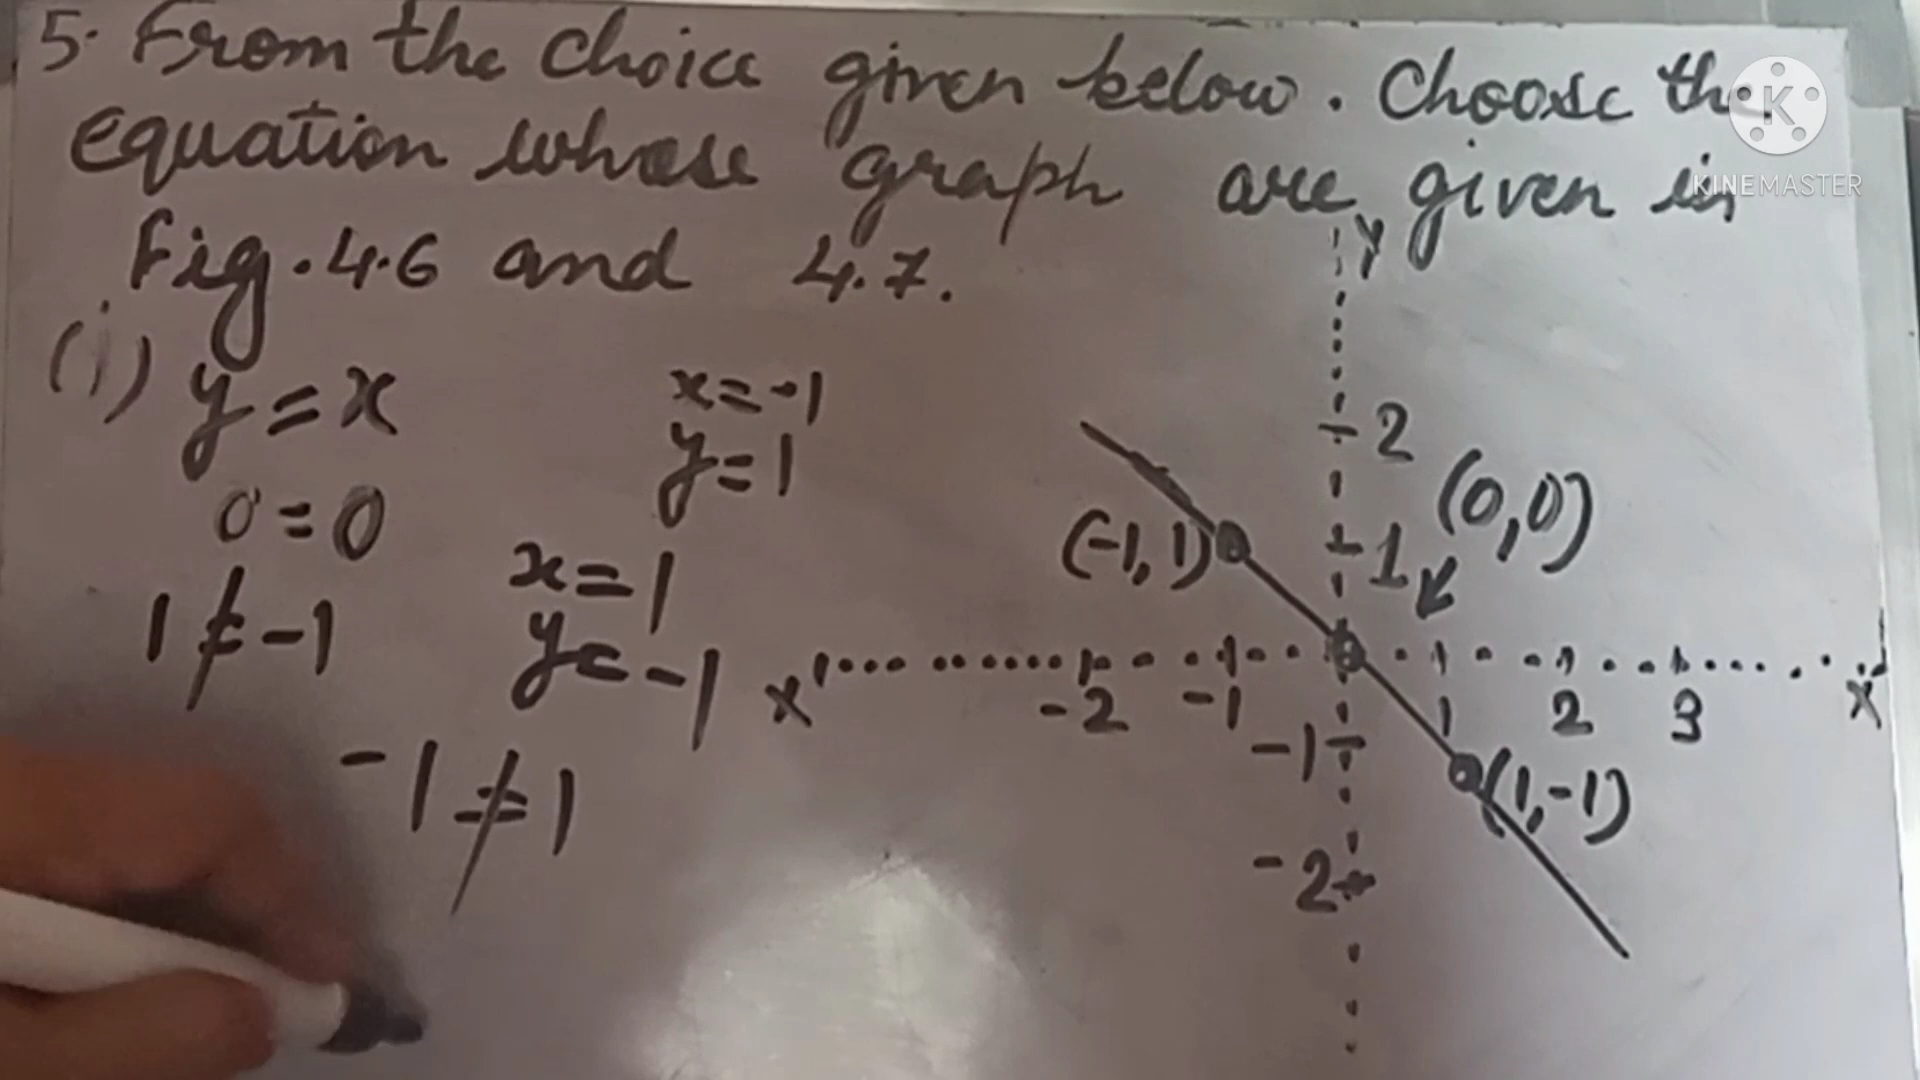 5. From the choice given below. Choose the
equation whose graph are given in
Fig. 4.6 and 4.7.
(i) y = x
0 = 0
1 ≠ -1
x = -1
y = 1
x = 1
y = -1
-1 ≠ 1
Y
2
(0,0)
(-1, 1)
1
X'
-2
-1
1
2
3
X
-1
(1,-1)
-2
K
KINEMASTER